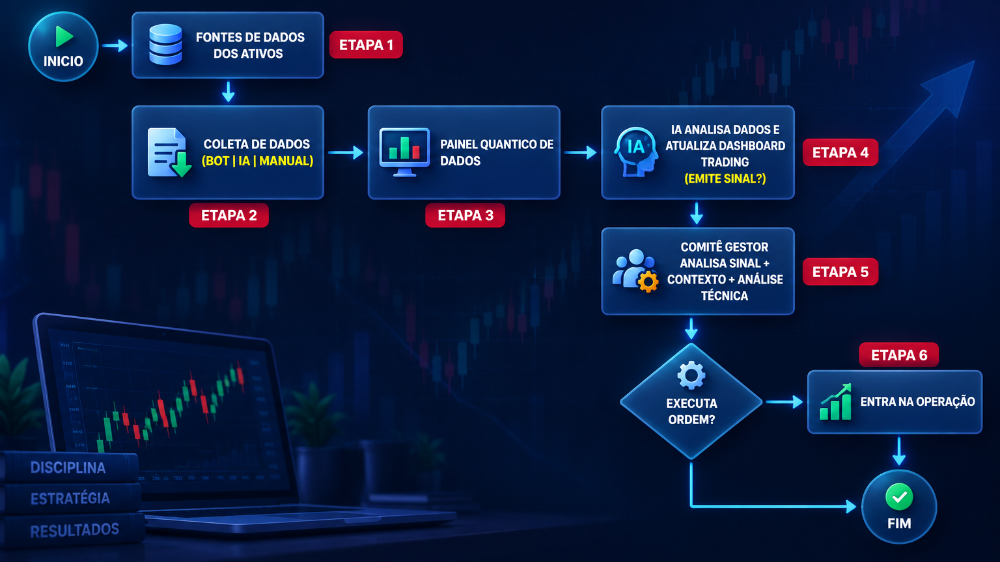 INICIO
FONTES DE DADOS
DOS ATIVOS
ETAPA 1
COLETA DE DADOS
(BOT | IA | MANUAL)
ETAPA 2
PAINEL QUANTICO DE
DADOS
ETAPA 3
IA
IA ANALISA DADOS E
ATUALIZA DASHBOARD
TRADING
(EMITE SINAL?)
ETAPA 4
COMITÊ GESTOR
ANALISA SINAL +
CONTEXTO + ANÁLISE
TÉCNICA
ETAPA 5
EXECUTA
ORDEM?
ETAPA 6
ENTRA NA OPERAÇÃO
FIM
DISCIPLINA
ESTRATÉGIA
RESULTADOS